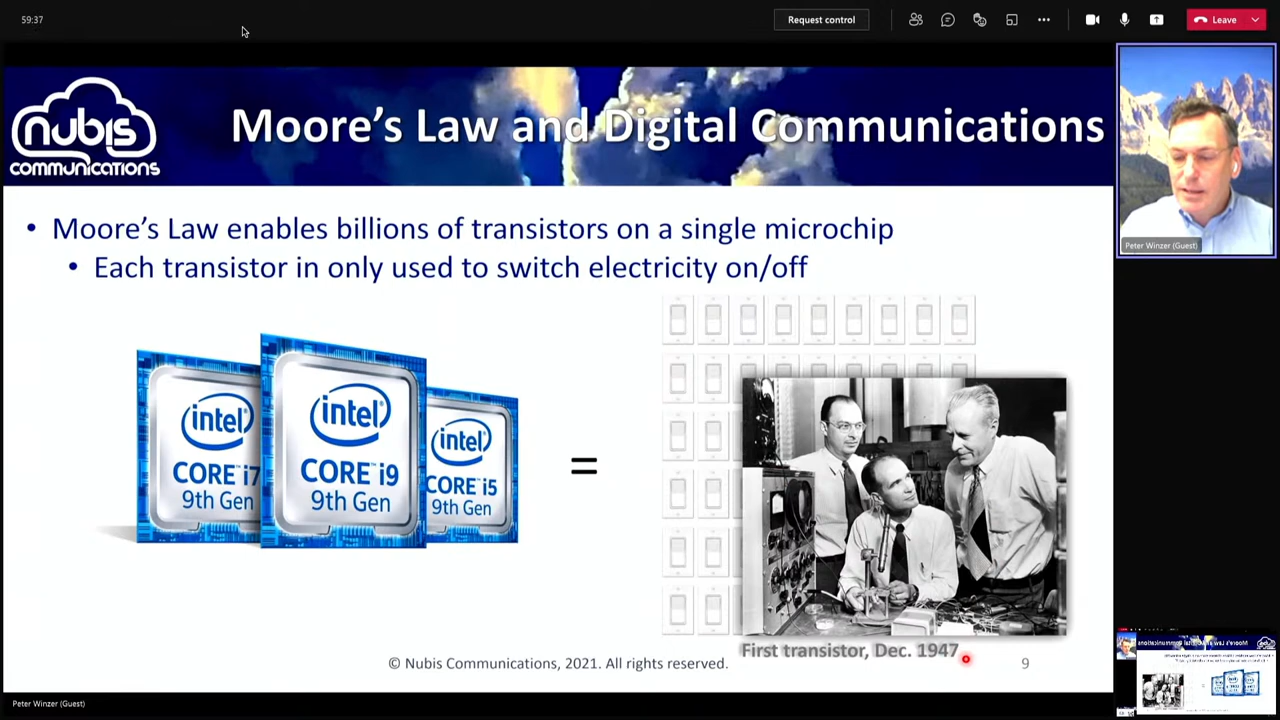 59:37
Request control
Leave
nubis
communications
Moore's Law and Digital Communications
• Moore's Law enables billions of transistors on a single microchip
• Each transistor in only used to switch electricity on/off
intel
CORE i7
9th Gen
intel
CORE i9
9th Gen
intel
CORE i5
9th Gen
=
First transistor, Dec. 1947
© Nubis Communications, 2021. All rights reserved.
9
Peter Winzer (Guest)
Peter Winzer (Guest)